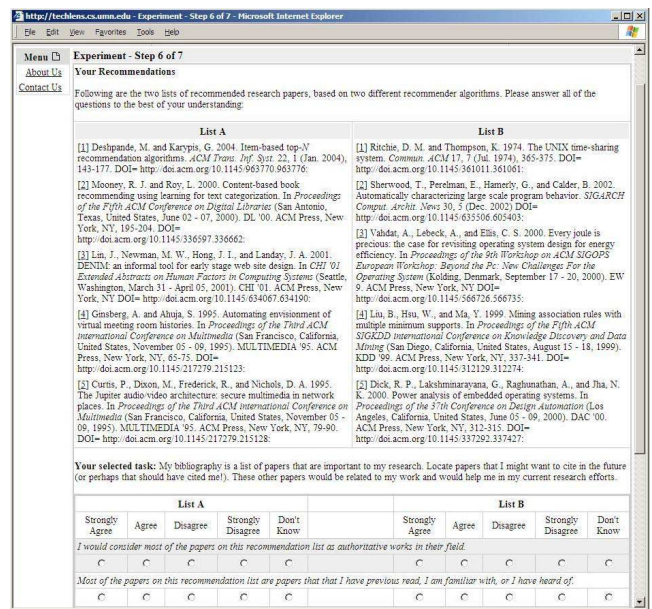 http://techlens.cs.umn.edu - Experiment - Step 6 of 7 - Microsoft Internet Explorer
File Edit View Favorites Tools Help
Menu
About Us
Contact Us
Experiment - Step 6 of 7
Your Recommendations
Following are the two lists of recommended research papers, based on two different recommender algorithms. Please answer all of the
questions to the best of your understanding:
List A
[1] Deshpande, M. and Karypis, G. 2004. Item-based top-N
recommendation algorithms. ACM Trans. Inf. Syst. 22, 1 (Jan. 2004),
143-177. DOI= http://doi.acm.org/10.1145/963770.963776:
[2] Mooney, R. J. and Roy, L. 2000. Content-based book
recommending using learning for text categorization. In Proceedings
of the Fifth ACM Conference on Digital Libraries (San Antonio,
Texas, United States, June 02 - 07, 2000). DL '00. ACM Press, New
York, NY, 195-204. DOI=
http://doi.acm.org/10.1145/336597.336662:
[3] Lin, J., Newman, M. W., Hong, J. I., and Landay, J. A. 2001.
DENIM: an informal tool for early stage web site design. In CHI '01
Extended Abstracts on Human Factors in Computing Systems (Seattle,
Washington, March 31 - April 05, 2001). CHI '01. ACM Press, New
York, NY DOI= http://doi.acm.org/10.1145/634067.634190:
[4] Ginsberg, A. and Ahuja, S. 1995. Automating envisionment of
virtual meeting room histories. In Proceedings of the Third ACM
international Conference on Multimedia (San Francisco, California,
United States, November 05 - 09, 1995). MULTIMEDIA '95. ACM
Press, New York, NY, 65-75. DOI=
http://doi.acm.org/10.1145/217279.215123:
[5] Curtis, P., Dixon, M., Frederick, R., and Nichols, D. A. 1995.
The Jupiter audio/video architecture: secure multimedia in network
places. In Proceedings of the Third ACM international Conference on
Multimedia (San Francisco, California, United States, November 05 -
09, 1995). MULTIMEDIA '95. ACM Press, New York, NY, 79-90.
DOI= http://doi.acm.org/10.1145/217279.215128:
List B
[1] Ritchie, D. M. and Thompson, K. 1974. The UNIX time-sharing
system. Commun. ACM 17, 7 (Jul. 1974), 365-375. DOI=
http://doi.acm.org/10.1145/361011.361061:
[2] Sherwood, T., Perelman, E., Hamerly, G., and Calder, B. 2002.
Automatically characterizing large scale program behavior. SIGARCH
Comput. Archit. News 30, 5 (Dec. 2002) DOI=
http://doi.acm.org/10.1145/635506.605403:
[3] Vahdat, A., Lebeck, A., and Ellis, C. S. 2000. Every joule is
precious: the case for revisiting operating system design for energy
efficiency. In Proceedings of the 9th Workshop on ACM SIGOPS
European Workshop: Beyond the Pc: New Challenges For the
Operating System (Kolding, Denmark, September 17 - 20, 2000). EW
9. ACM Press, New York, NY DOI=
http://doi.acm.org/10.1145/566726.566735:
[4] Liu, B., Hsu, W., and Ma, Y. 1999. Mining association rules with
multiple minimum supports. In Proceedings of the Fifth ACM
SIGKDD international Conference on Knowledge Discovery and Data
Mining (San Diego, California, United States, August 15 - 18, 1999).
KDD '99. ACM Press, New York, NY, 337-341. DOI=
http://doi.acm.org/10.1145/312129.312274:
[5] Dick, R. P., Lakshminarayana, G., Raghunathan, A., and Jha, N.
K. 2000. Power analysis of embedded operating systems. In
Proceedings of the 37th Conference on Design Automation (Los
Angeles, California, United States, June 05 - 09, 2000). DAC '00.
ACM Press, New York, NY, 312-315. DOI=
http://doi.acm.org/10.1145/337292.337427:
Your selected task: My bibliography is a list of papers that are important to my research. Locate papers that I might want to cite in the future
(or perhaps that should have cited me!). These other papers would be related to my work and would help me in my current research efforts.
List A List B
Strongly Agree Agree Disagree Strongly Disagree Don't Know Strongly Agree Agree Disagree Strongly Disagree Don't Know
I would consider most of the papers on this recommendation list as authoritative works in their field.
Most of the papers on this recommendation list are papers that that I have previous read, I am familiar with, or I have heard of.